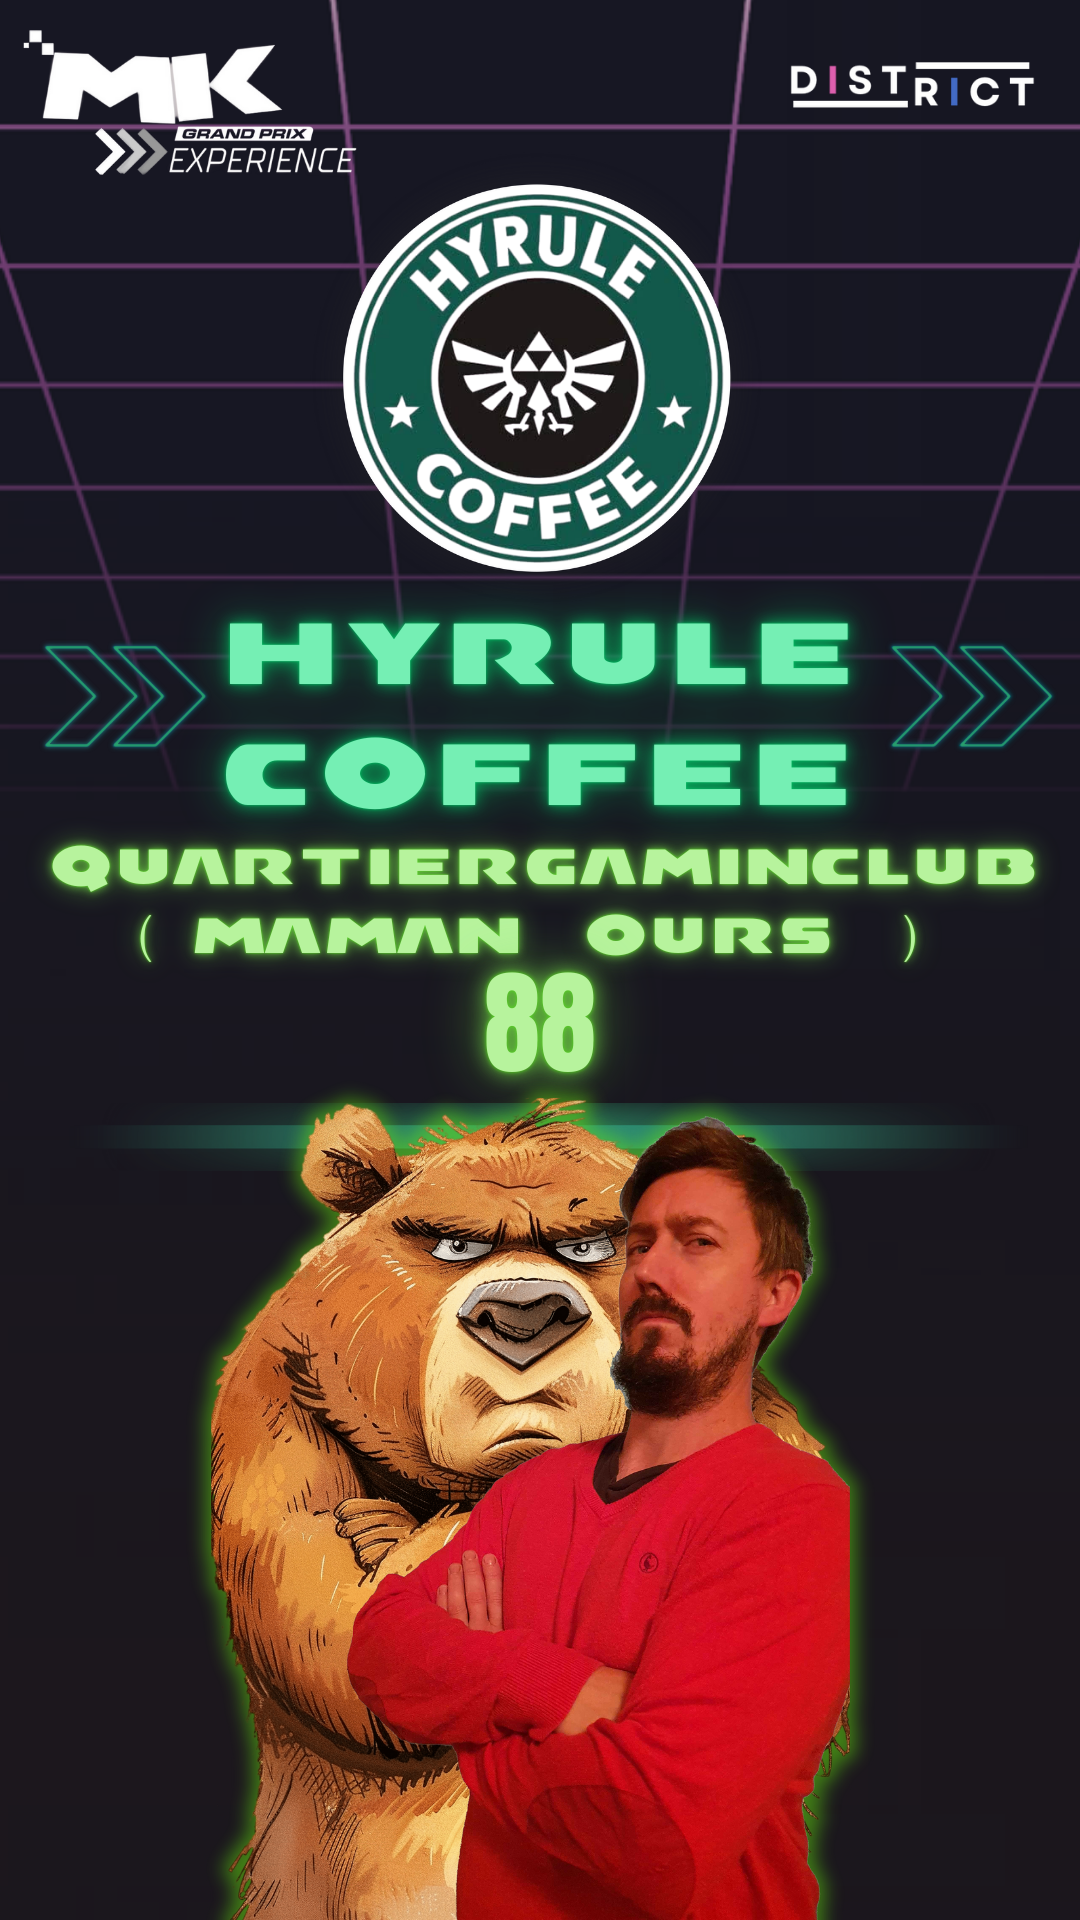 MK
GRAND PRIX
EXPERIENCE
DISTRICT
HYRULE
COFFEE
HYRULE
COFFEE
QUARTIERGAMINCLUB
( MAMAN OURS )
88